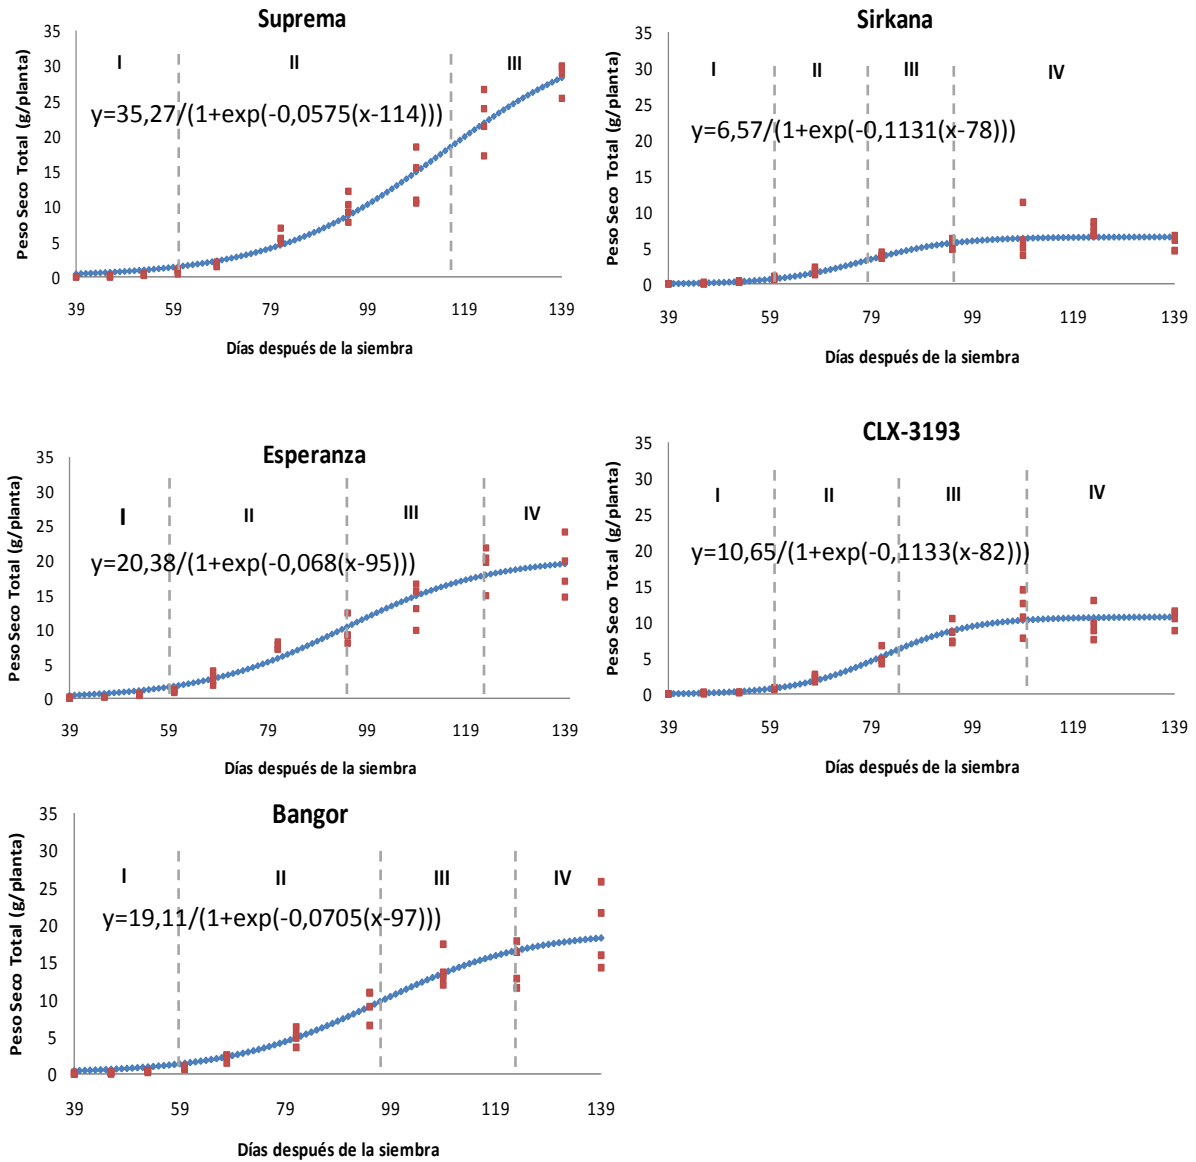 Suprema
35
30
25
20
15
10
5
0
Peso Seco Total (g/planta)
I
II
III
y=35,27/(1+exp(-0,0575(x-114)))
39 59 79 99 119 139
Días después de la siembra
Sirkana
35
30
25
20
15
10
5
0
Peso Seco Total (g/planta)
I
II
III
IV
y=6,57/(1+exp(-0,1131(x-78)))
39 59 79 99 119 139
Días después de la siembra
Esperanza
35
30
25
20
15
10
5
0
Peso Seco Total (g/planta)
I
II
III
IV
y=20,38/(1+exp(-0,068(x-95)))
39 59 79 99 119 139
Días después de la siembra
CLX-3193
35
30
25
20
15
10
5
0
Peso Seco Total (g/planta)
I
II
III
IV
y=10,65/(1+exp(-0,1133(x-82)))
39 59 79 99 119 139
Días después de la siembra
Bangor
35
30
25
20
15
10
5
0
Peso Seco Total (g/planta)
I
II
III
IV
y=19,11/(1+exp(-0,0705(x-97)))
39 59 79 99 119 139
Días después de la siembra